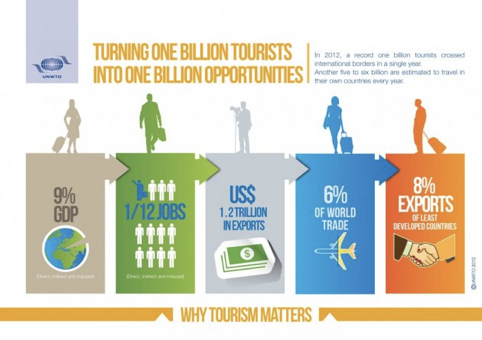 UNWTO
TURNING ONE BILLION TOURISTS
INTO ONE BILLION OPPORTUNITIES
In 2012, a record one billion tourists crossed
international borders in a single year.
Another five to six billion are estimated to travel in
their own countries every year.
9%
GDP
(Direct, indirect and induced)
1/12 JOBS
(Direct, indirect and induced)
US$
1.2 TRILLION
IN EXPORTS
$
6%
OF WORLD
TRADE
8%
EXPORTS
OF LEAST
DEVELOPED COUNTRIES
©UNWTO 2012
WHY TOURISM MATTERS